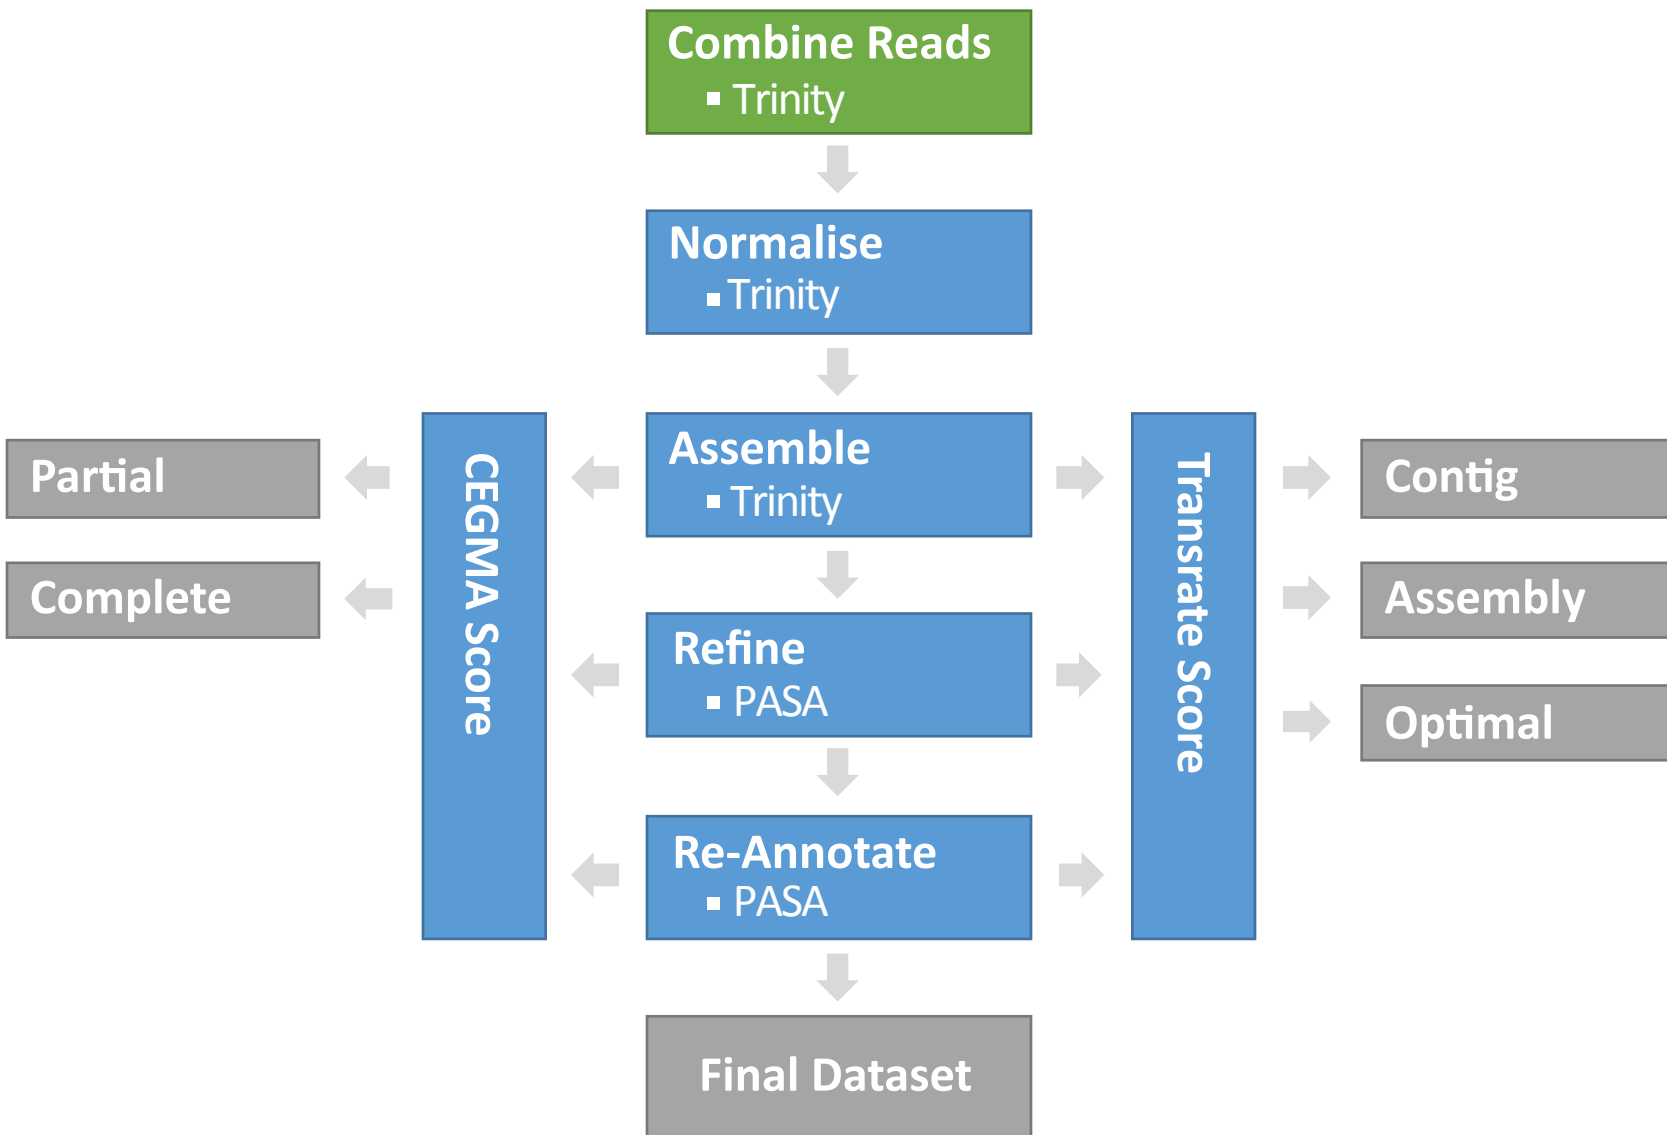 Combine Reads
▪ Trinity
Normalise
▪ Trinity
Assemble
▪ Trinity
Refine
▪ PASA
Re-Annotate
▪ PASA
Final Dataset
CEGMA Score
Partial
Complete
Transrate Score
Contig
Assembly
Optimal